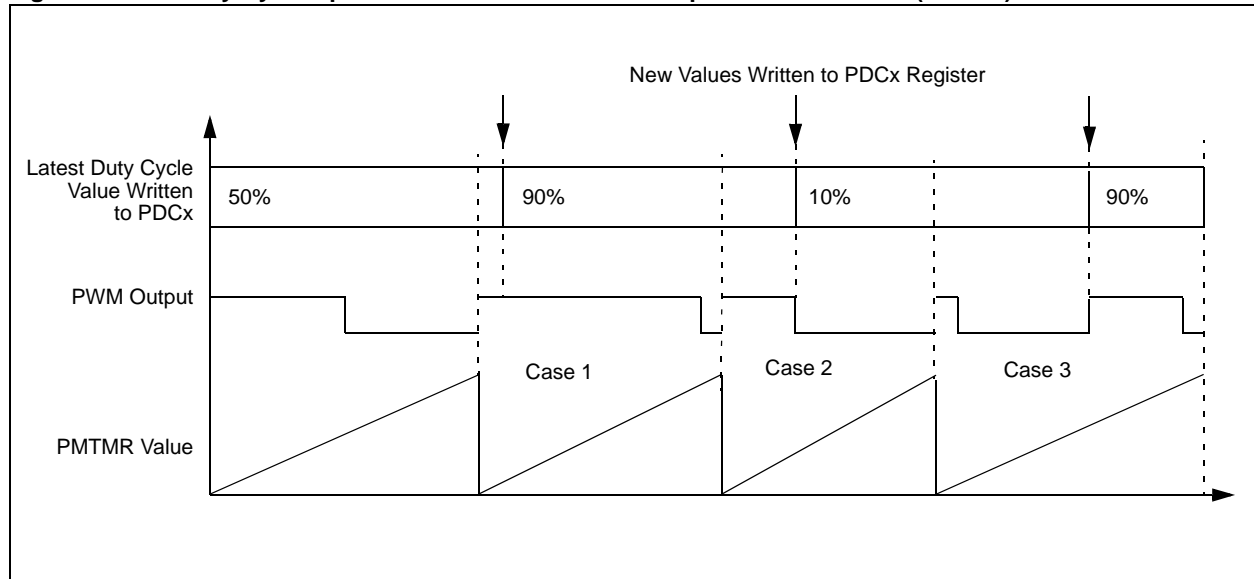 New Values Written to PDCx Register
Latest Duty Cycle
Value Written
to PDCx
50%
90%
10%
90%
PWM Output
Case 1
Case 2
Case 3
PMTMR Value